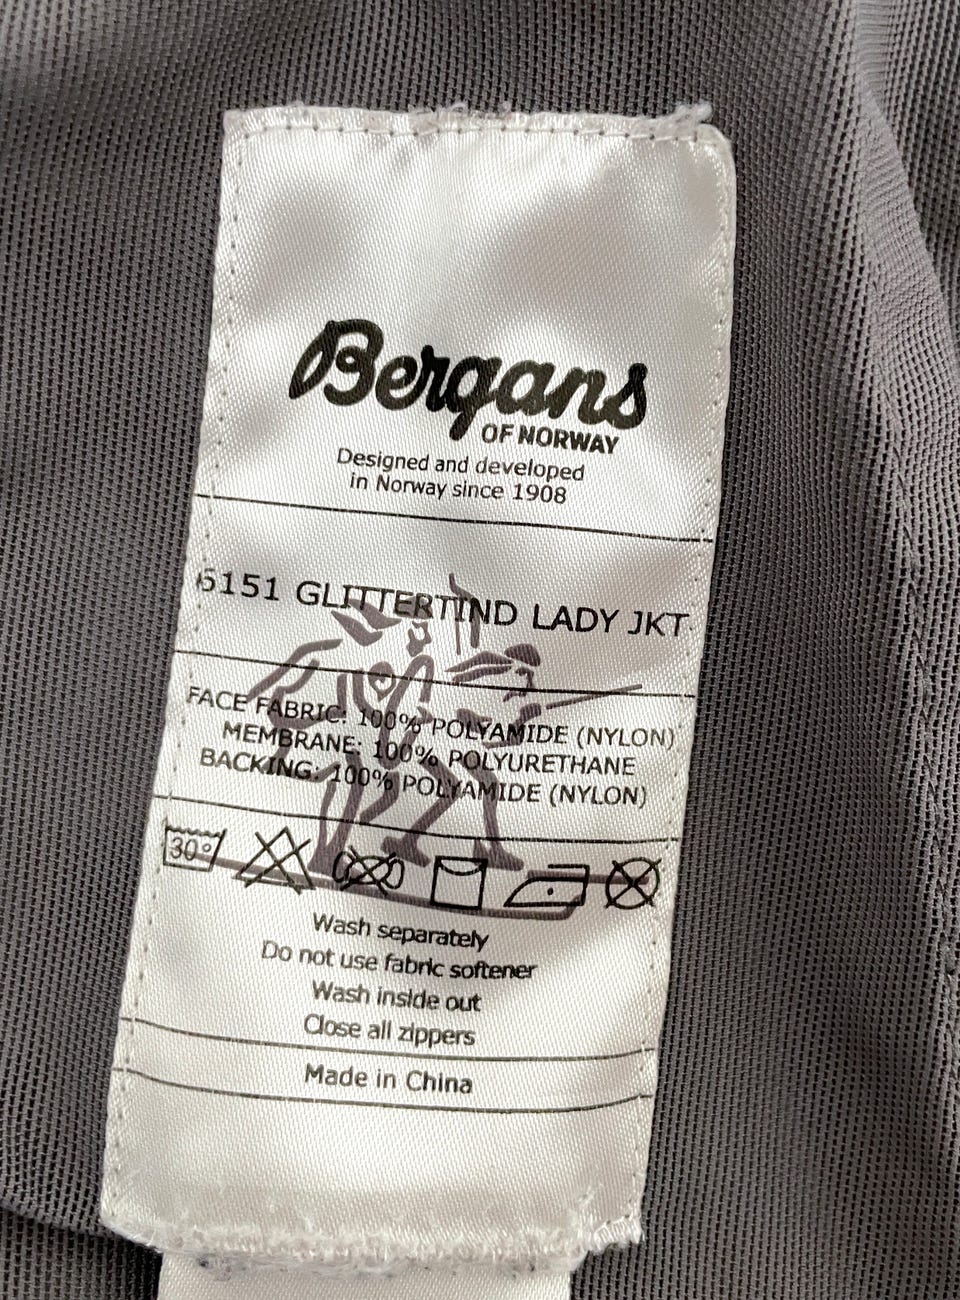 Bergans
OF NORWAY
Designed and developed
in Norway since 1908
5151 GLITTERTIND LADY JKT
FACE FABRIC: 100% POLYAMIDE (NYLON)
MEMBRANE: 100% POLYURETHANE
BACKING: 100% POLYAMIDE (NYLON)
30°
Wash separately
Do not use fabric softener
Wash inside out
Close all zippers
Made in China